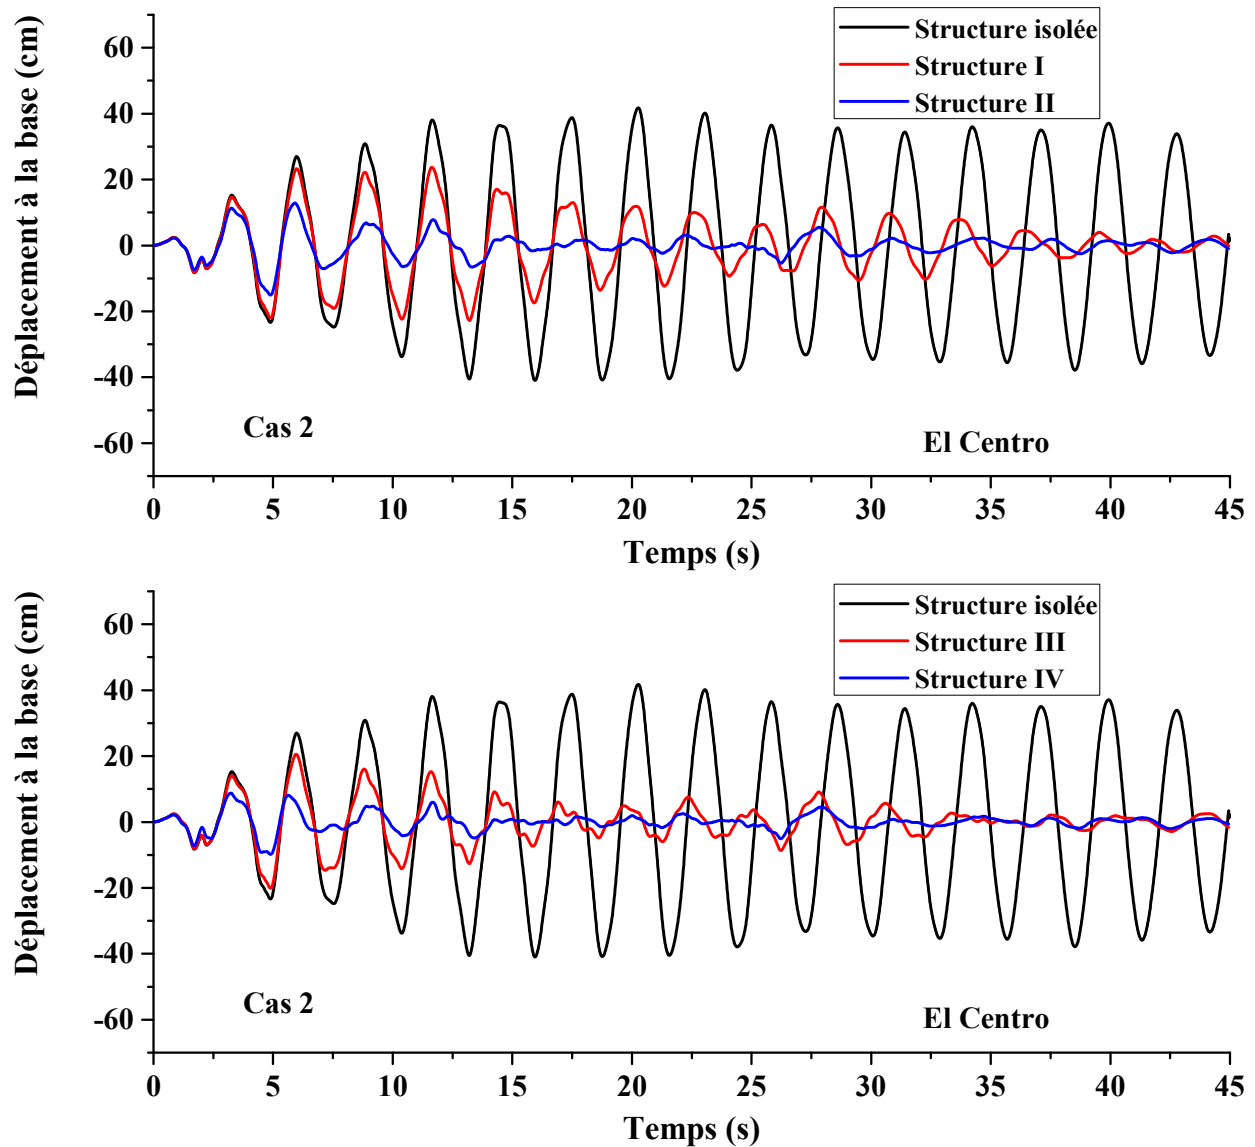 Déplacement à la base (cm)
60
40
20
0
-20
-40
-60
Structure isolée
Structure I
Structure II
Cas 2
El Centro
0 5 10 15 20 25 30 35 40 45
Temps (s)
Déplacement à la base (cm)
60
40
20
0
-20
-40
-60
Structure isolée
Structure III
Structure IV
Cas 2
El Centro
0 5 10 15 20 25 30 35 40 45
Temps (s)